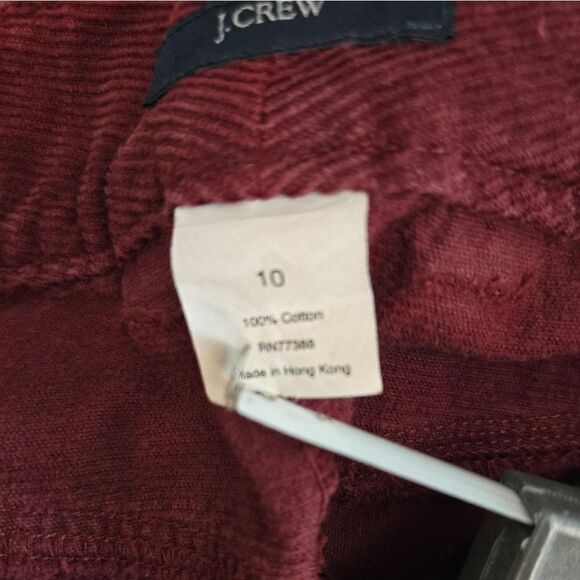 J.CREW
10
100% Cotton
RN77388
Made in Hong Kong